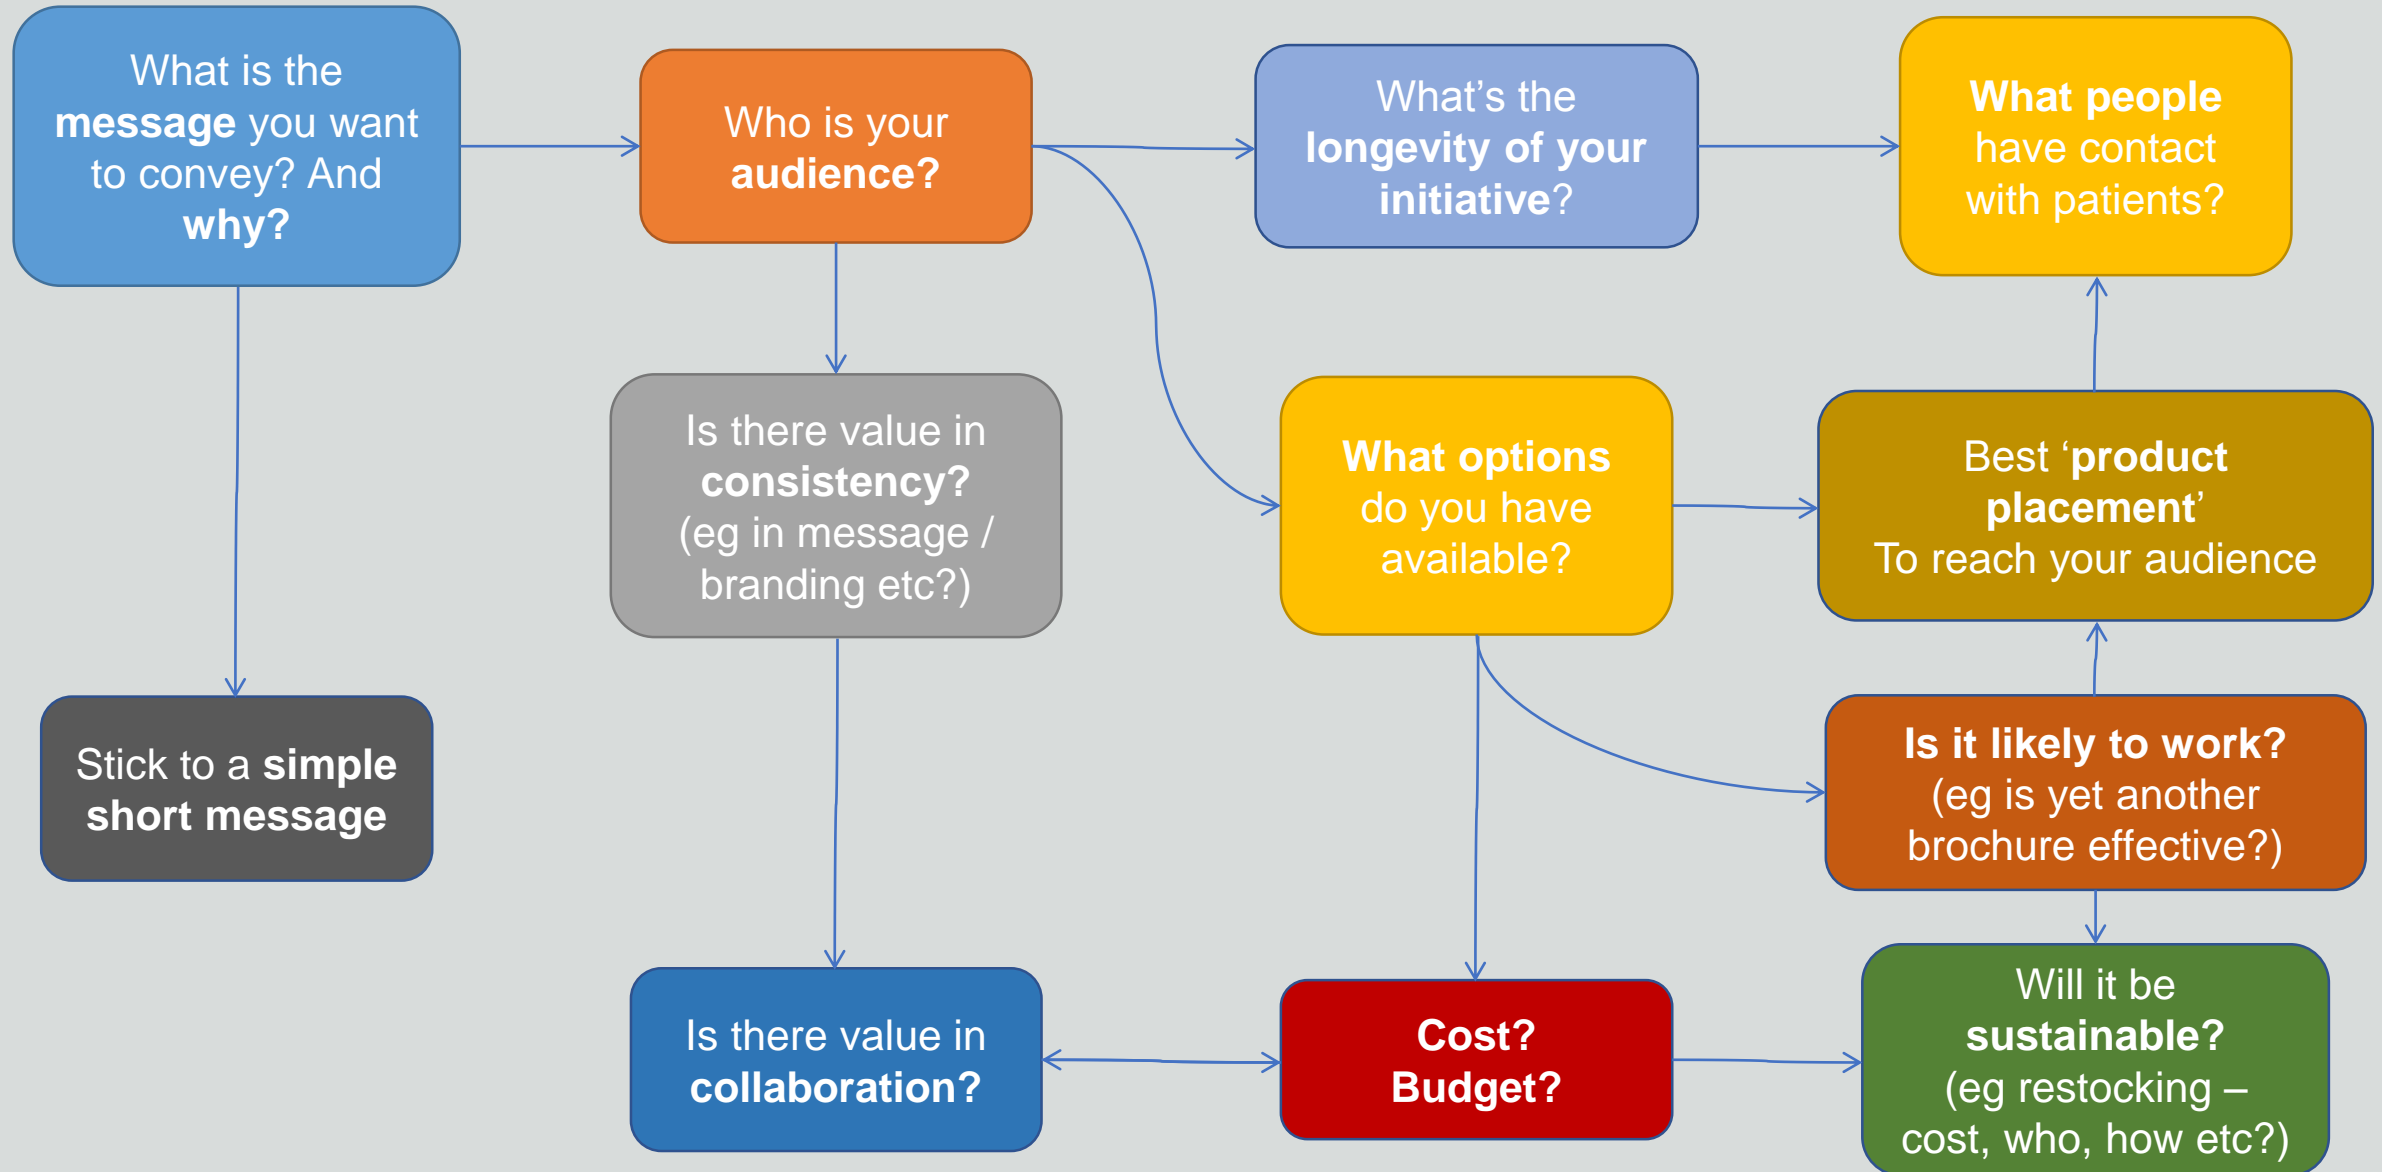 What is the
message you want
to convey? And
why?
Who is your
audience?
What’s the
longevity of your
initiative?
What people
have contact
with patients?
Is there value in
consistency?
(eg in message /
branding etc?)
What options
do you have
available?
Best ‘product
placement’
To reach your audience
Stick to a simple
short message
Is it likely to work?
(eg is yet another
brochure effective?)
Is there value in
collaboration?
Cost?
Budget?
Will it be
sustainable?
(eg restocking –
cost, who, how etc?)